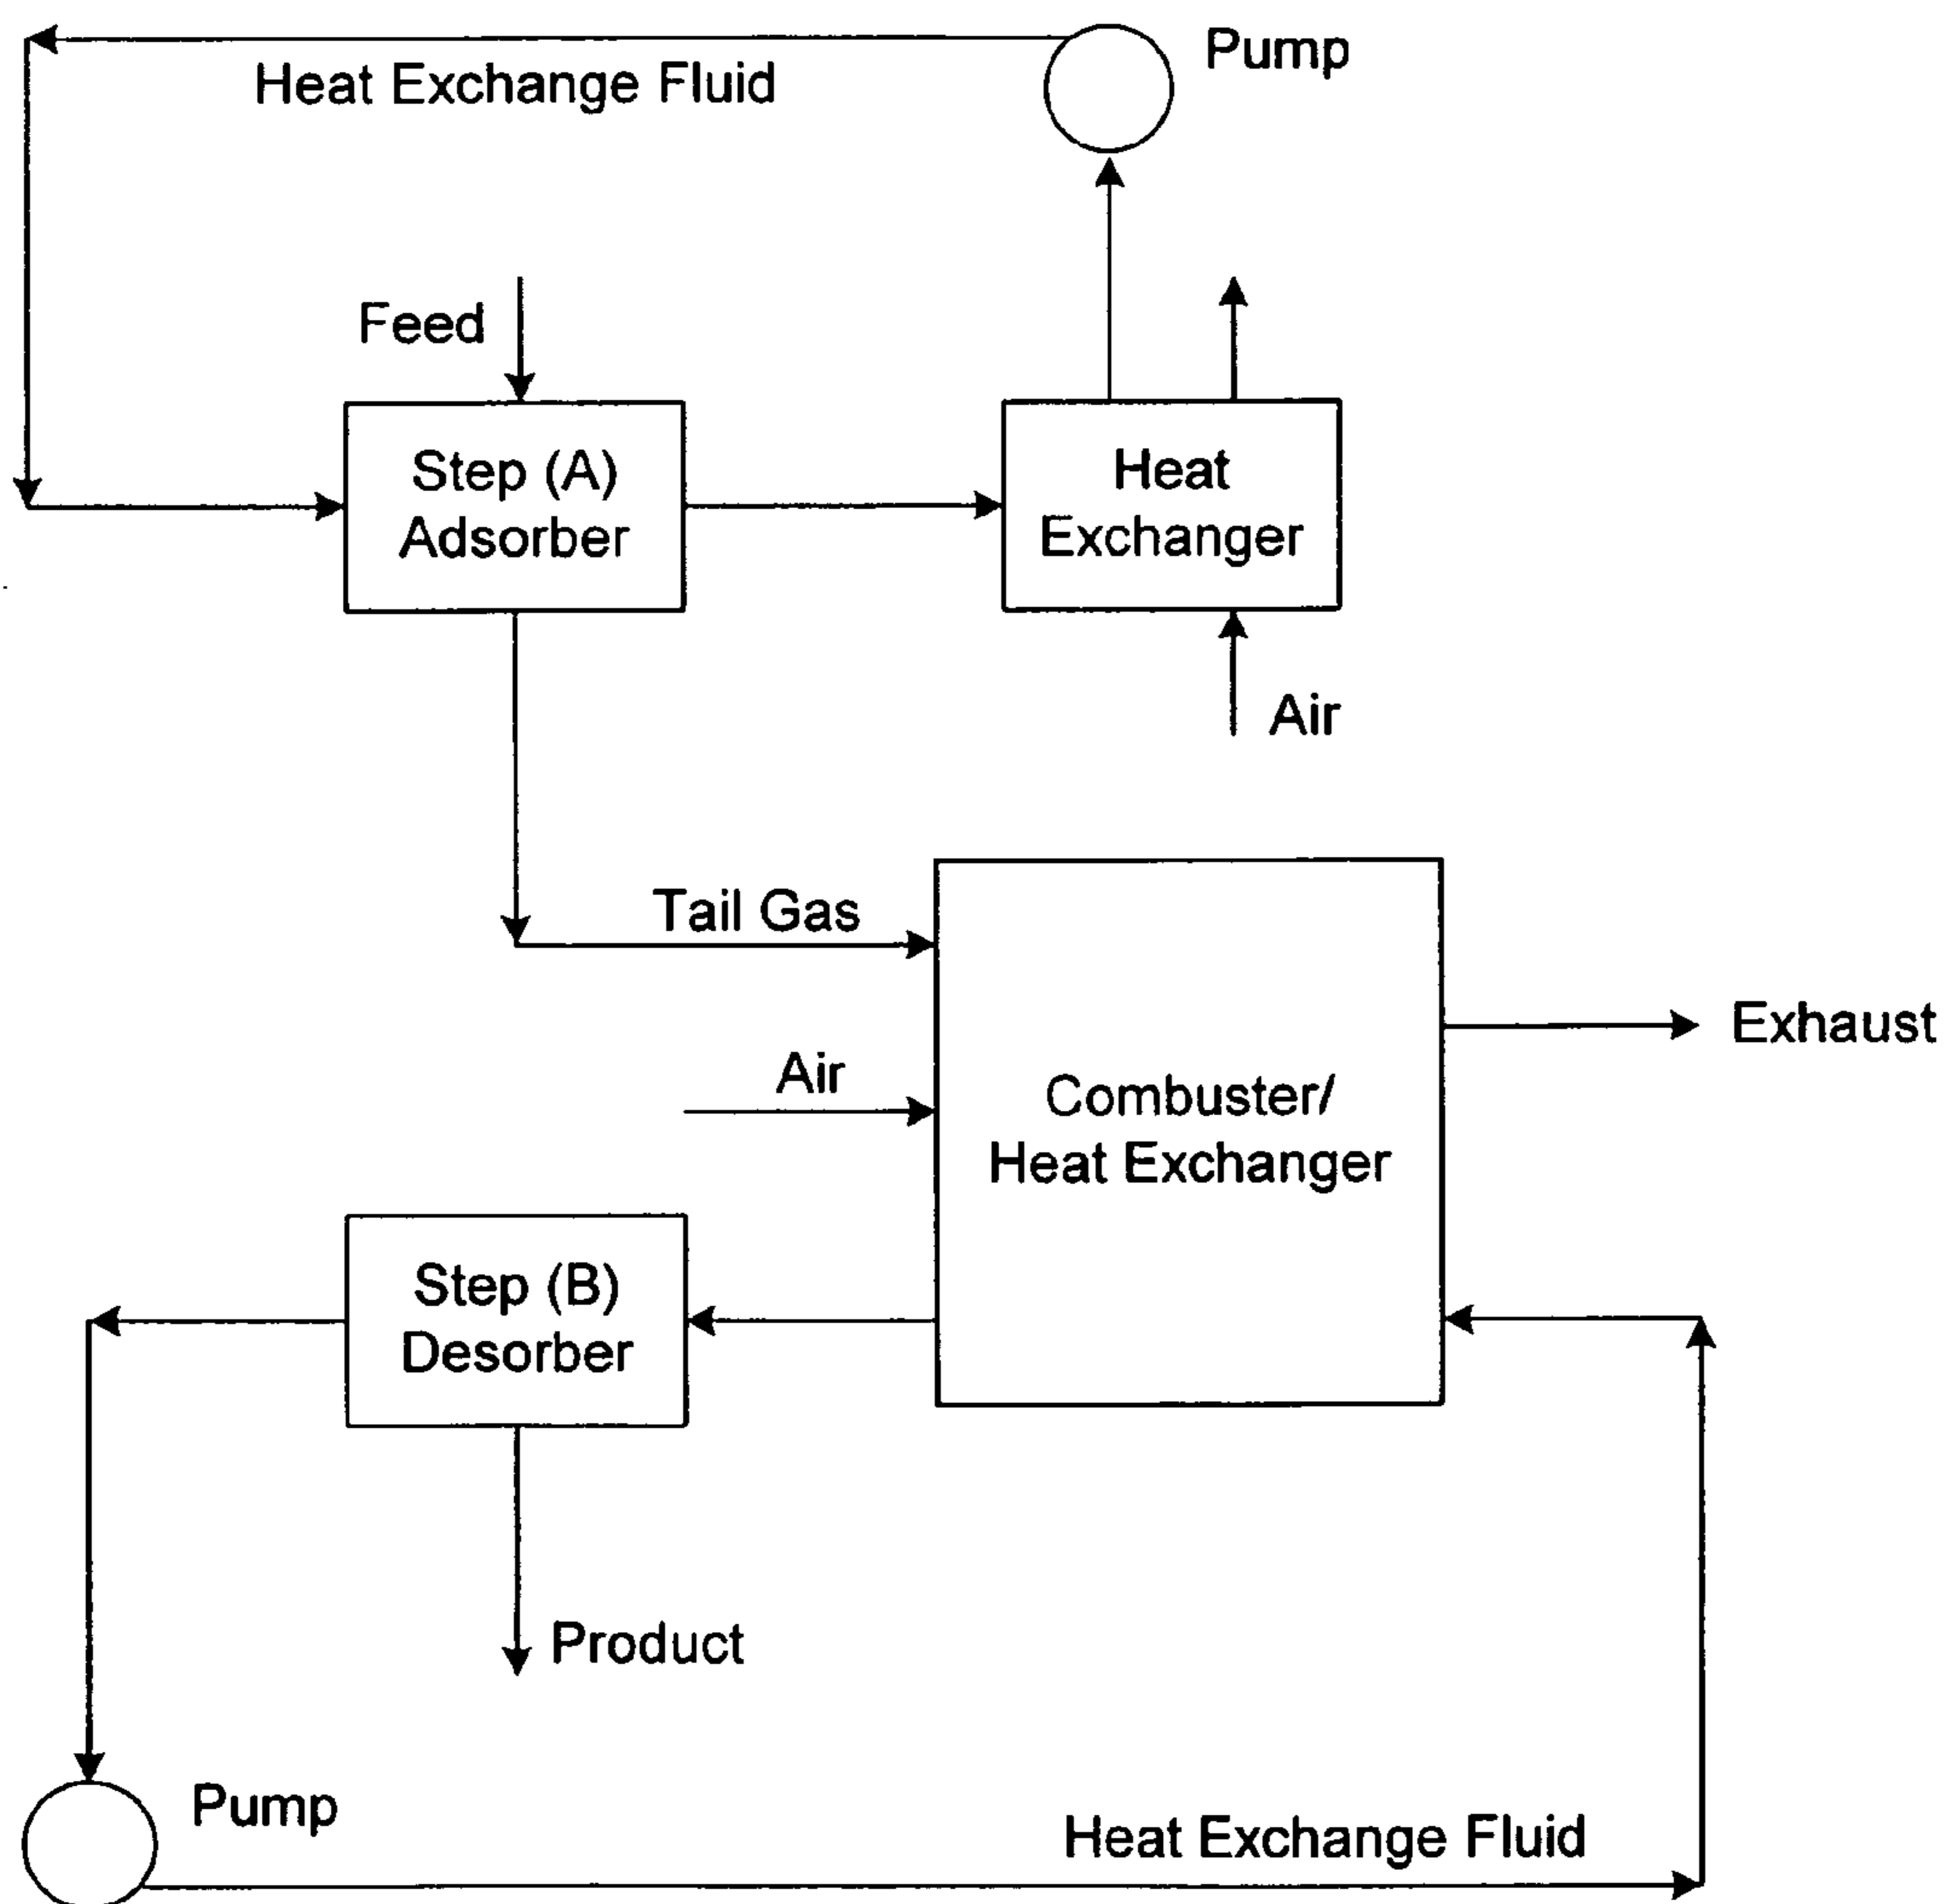 Pump
Heat Exchange Fluid
Feed
Step (A)
Adsorber
Heat
Exchanger
Air
Tail Gas
Exhaust
Air
Combuster/
Heat Exchanger
Step (B)
Desorber
Product
Pump
Heat Exchange Fluid